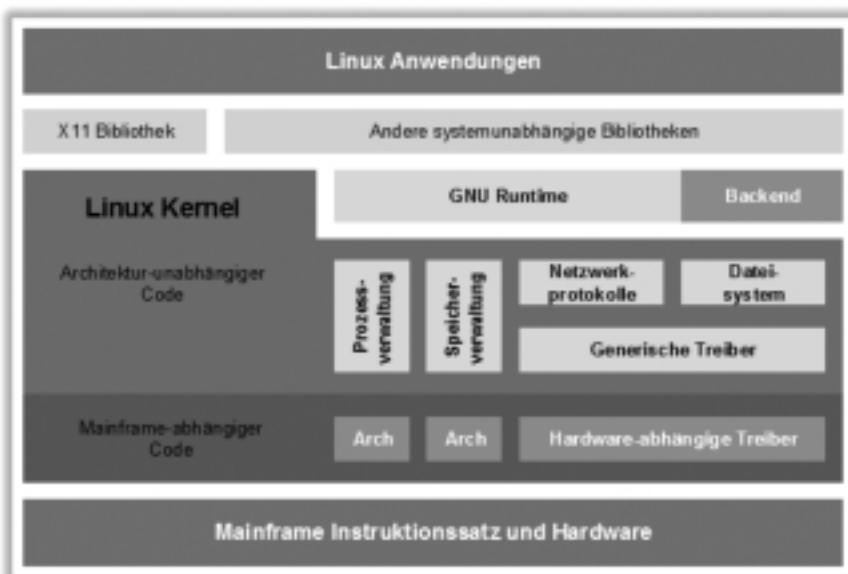 Linux Anwendungen
X11 Bibliothek
Andere systemunabhängige Bibliotheken
Linux Kernel
GNU Runtime
Backend
Architektur-unabhängiger
Code
Prozess-
verwaltung
Speicher-
verwaltung
Netzwerk-
protokolle
Datei-
system
Generische Treiber
Mainframe-abhängiger
Code
Arch
Arch
Hardware-abhängige Treiber
Mainframe Instruktionssatz und Hardware